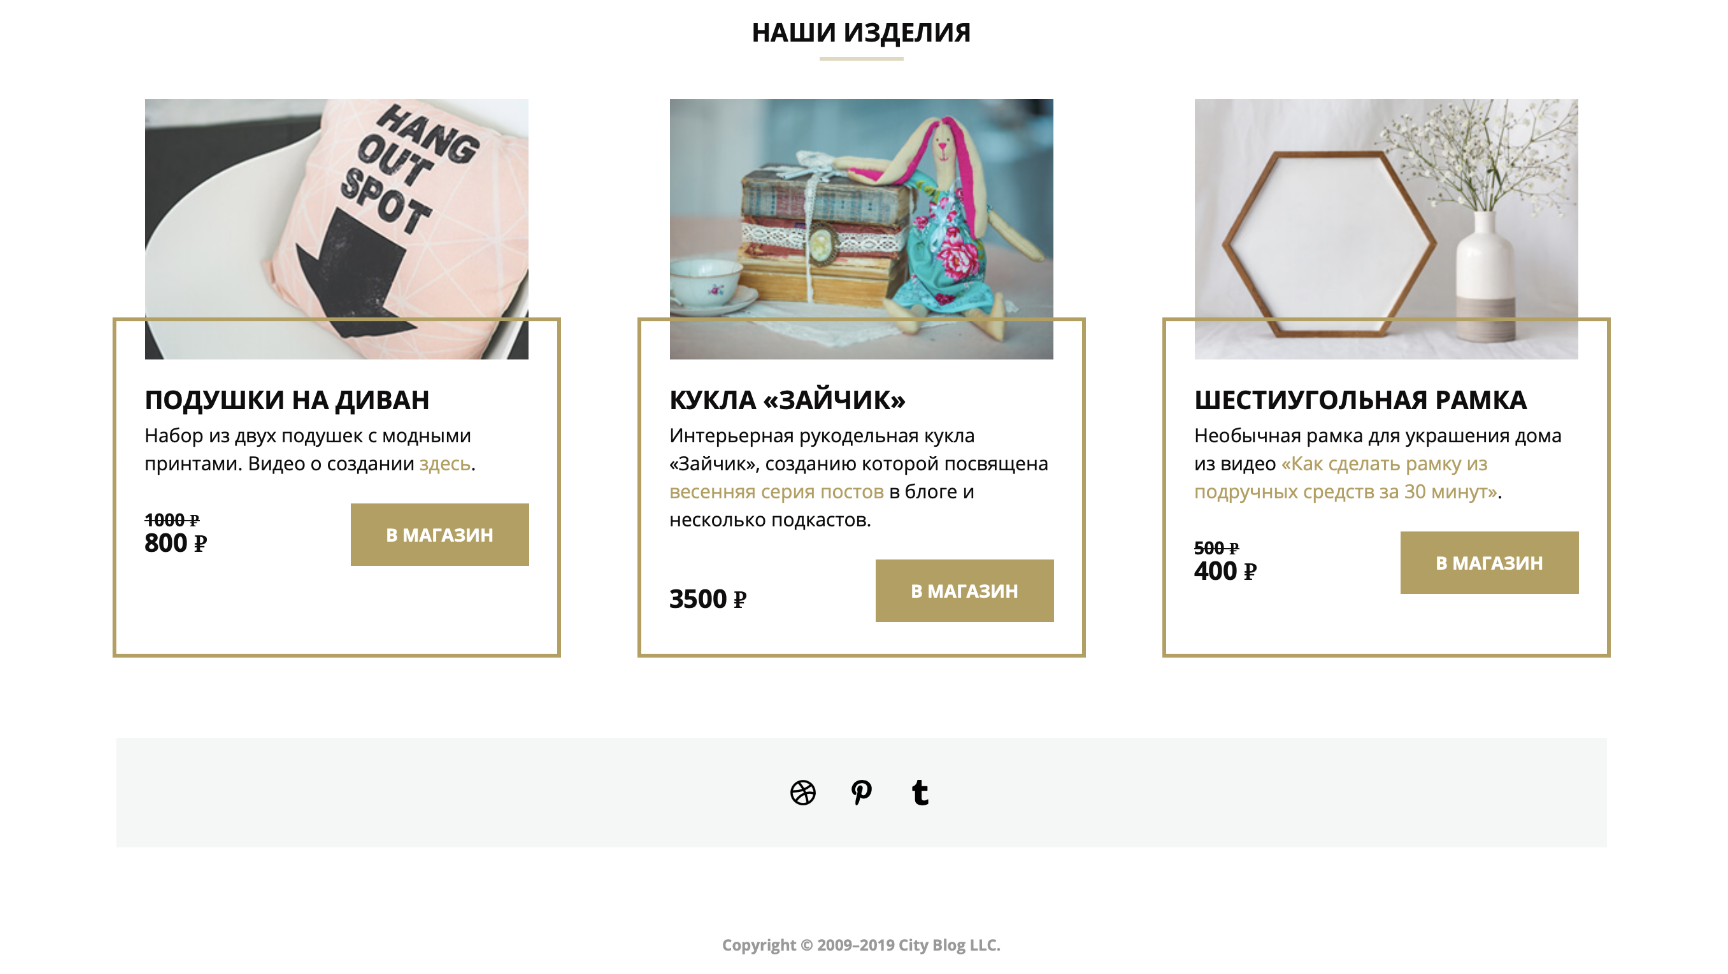 НАШИ ИЗДЕЛИЯ
HANG
OUT
SPOT
ПОДУШКИ НА ДИВАН
Набор из двух подушек с модными
принтами. Видео о создании здесь.
1000 ₽
800 ₽
В МАГАЗИН
КУКЛА «ЗАЙЧИК»
Интерьерная рукодельная кукла
«Зайчик», созданию которой посвящена
весенняя серия постов в блоге и
несколько подкастов.
3500 ₽
В МАГАЗИН
ШЕСТИУГОЛЬНАЯ РАМКА
Необычная рамка для украшения дома
из видео «Как сделать рамку из
подручных средств за 30 минут».
500 ₽
400 ₽
В МАГАЗИН
Copyright © 2009–2019 City Blog LLC.